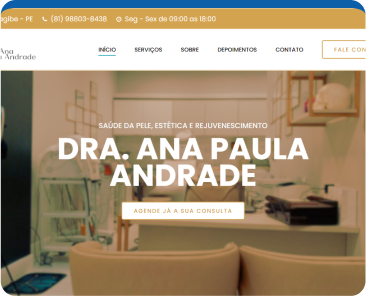 agibe - PE (81) 98803-8438 Seg - Sex de 09:00 as 18:00
Ana
Andrade
INÍCIO SERVIÇOS SOBRE DEPOIMENTOS CONTATO FALE CON
SAÚDE DA PELE, ESTÉTICA E REJUVENESCIMENTO
DRA. ANA PAULA
ANDRADE
AGENDE JÁ A SUA CONSULTA